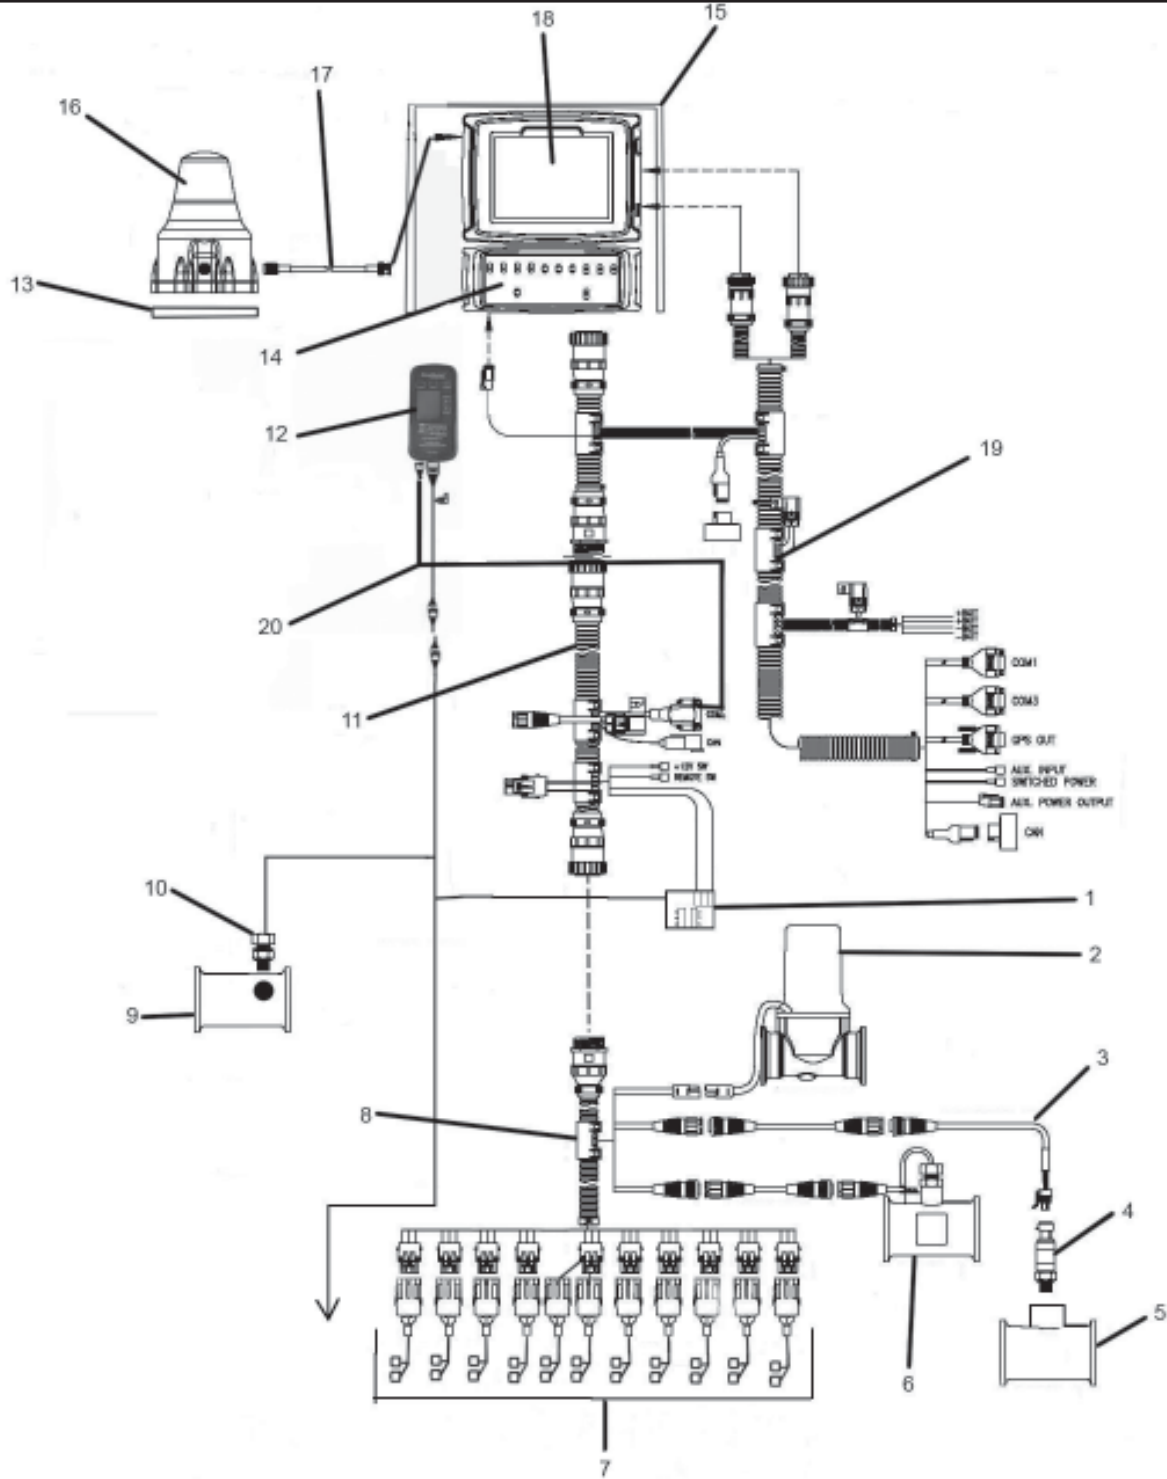 15
18
17
16
13
14
12
19
20
COM1
11
COM3
CAN
GPS OUT
+12V SW
REMOTE SW
AUX. INPUT
SWITCHED POWER
AUX. POWER OUTPUT
CAN
10
1
2
9
3
8
4
5
6
7